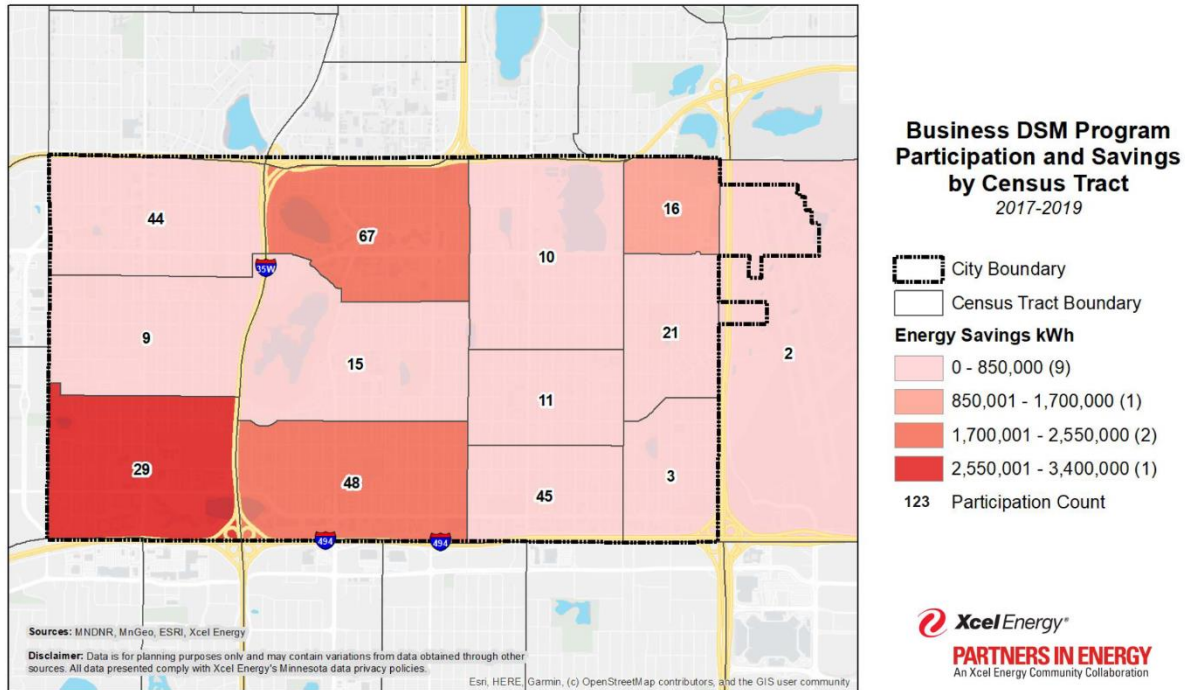 44
67
10
16
35W
9
15
21
2
11
29
48
45
3
494
494
Sources: MNDNR, MnGeo, ESRI, Xcel Energy
Disclaimer: Data is for planning purposes only and may contain variations from data obtained through other
sources. All data presented comply with Xcel Energy's Minnesota data privacy policies.
Esri, HERE, Garmin, (c) OpenStreetMap contributors, and the GIS user community
Business DSM Program
Participation and Savings
by Census Tract
2017-2019
City Boundary
Census Tract Boundary
Energy Savings kWh
0 - 850,000 (9)
850,001 - 1,700,000 (1)
1,700,001 - 2,550,000 (2)
2,550,001 - 3,400,000 (1)
123 Participation Count
Xcel Energy®
PARTNERS IN ENERGY
An Xcel Energy Community Collaboration